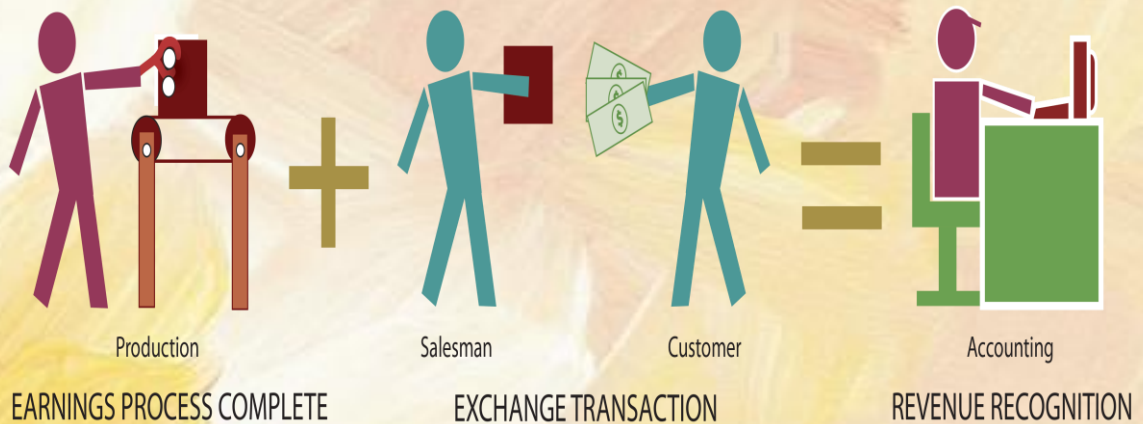 $
$
$
Production
Salesman
Customer
Accounting
EARNINGS PROCESS COMPLETE
EXCHANGE TRANSACTION
REVENUE RECOGNITION